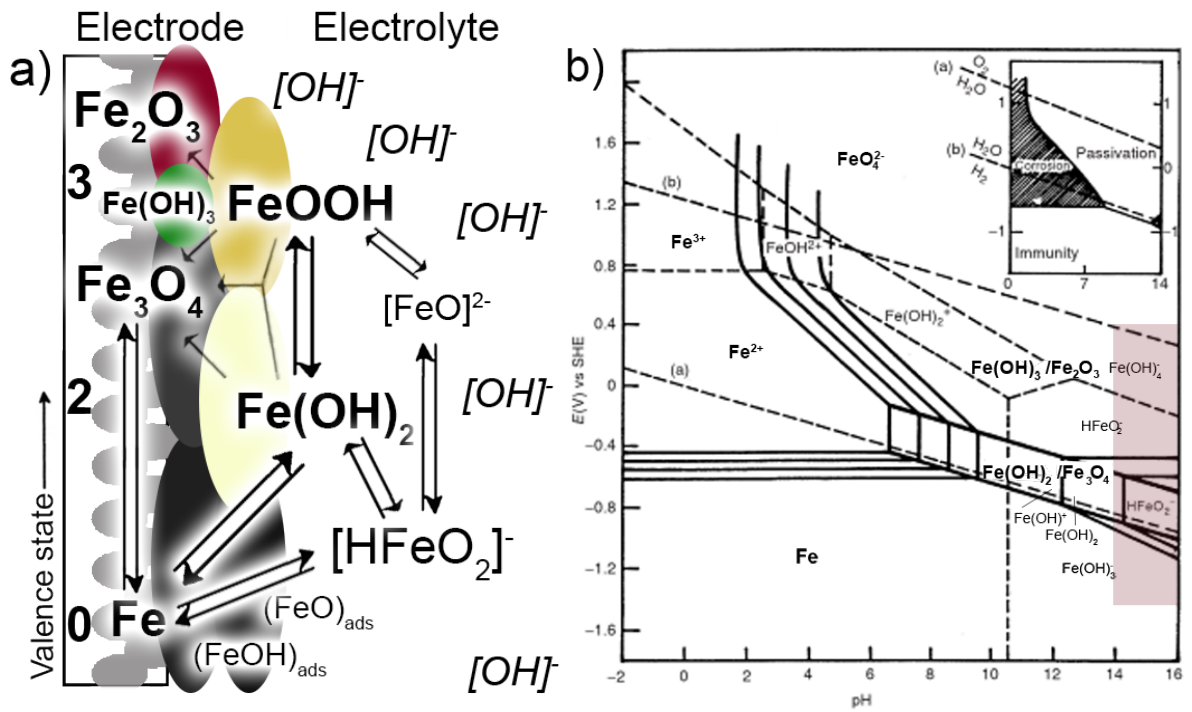 Electrode
Electrolyte
a)
[OH]-
Fe2O3
[OH]-
3
Fe(OH)3
FeOOH
[OH]-
Fe3O4
[FeO]2-
2
Fe(OH)2
[OH]-
[HFeO2]-
Valence state
0
Fe
(FeO)ads
(FeOH)ads
[OH]-
b)
(a)
O2
H2O
1
(b)
H2O
H2
Passivation
Corrosion
0
Immunity
−1
0
7
14
1.6
1.2
0.8
0.4
0
−0.4
−0.8
−1.2
−1.6
E(V) vs SHE
FeO4 2-
(b)
Fe3+
FeOH2+
Fe(OH)2+
Fe2+
(a)
Fe(OH)3 /Fe2O3
Fe(OH)4-
HFeO2-
Fe(OH)2 /Fe3O4
HFeO2-
Fe(OH)+
Fe(OH)2
Fe(OH)3-
Fe
−2
0
2
4
6
8
10
12
14
16
pH